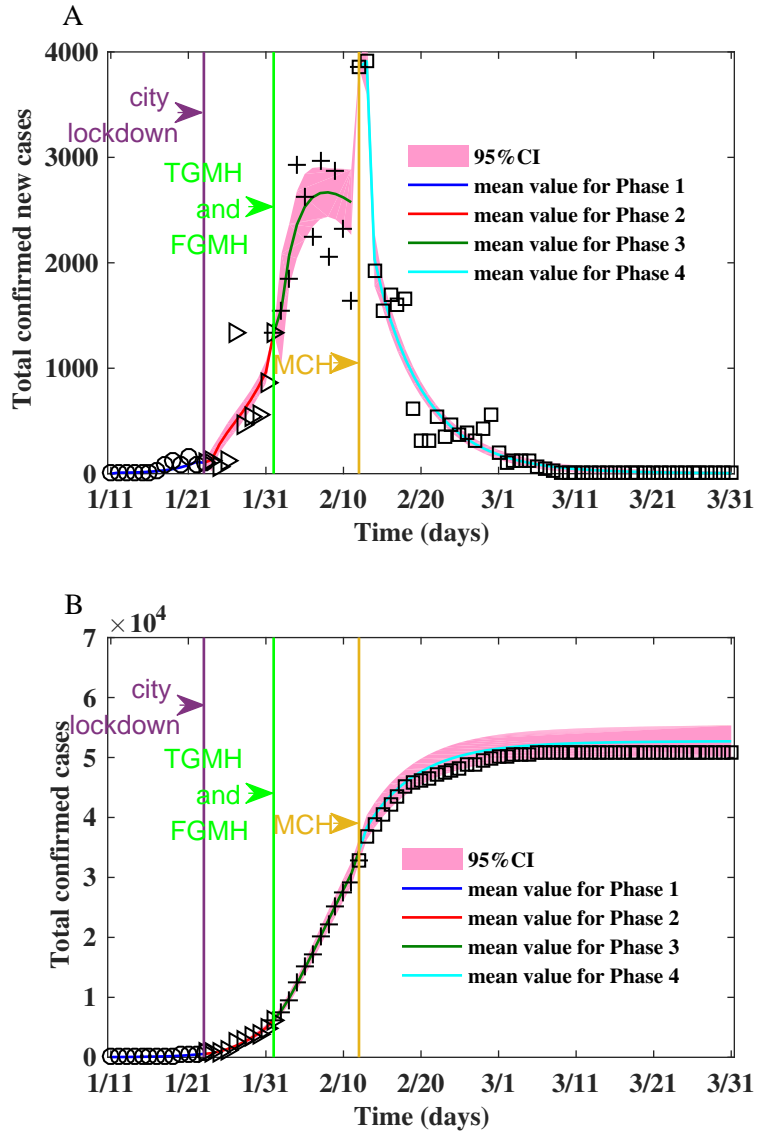 A
Total confirmed new cases
4000
3000
2000
1000
0
city
lockdown
TGMH
and
FGMH
MCH
95%CI
mean value for Phase 1
mean value for Phase 2
mean value for Phase 3
mean value for Phase 4
1/11 1/21 1/31 2/10 2/20 3/1 3/11 3/21 3/31
Time (days)
B
×10^4
Total confirmed cases
7
6
5
4
3
2
1
0
city
lockdown
TGMH
and
FGMH
MCH
95%CI
mean value for Phase 1
mean value for Phase 2
mean value for Phase 3
mean value for Phase 4
1/11 1/21 1/31 2/10 2/20 3/1 3/11 3/21 3/31
Time (days)